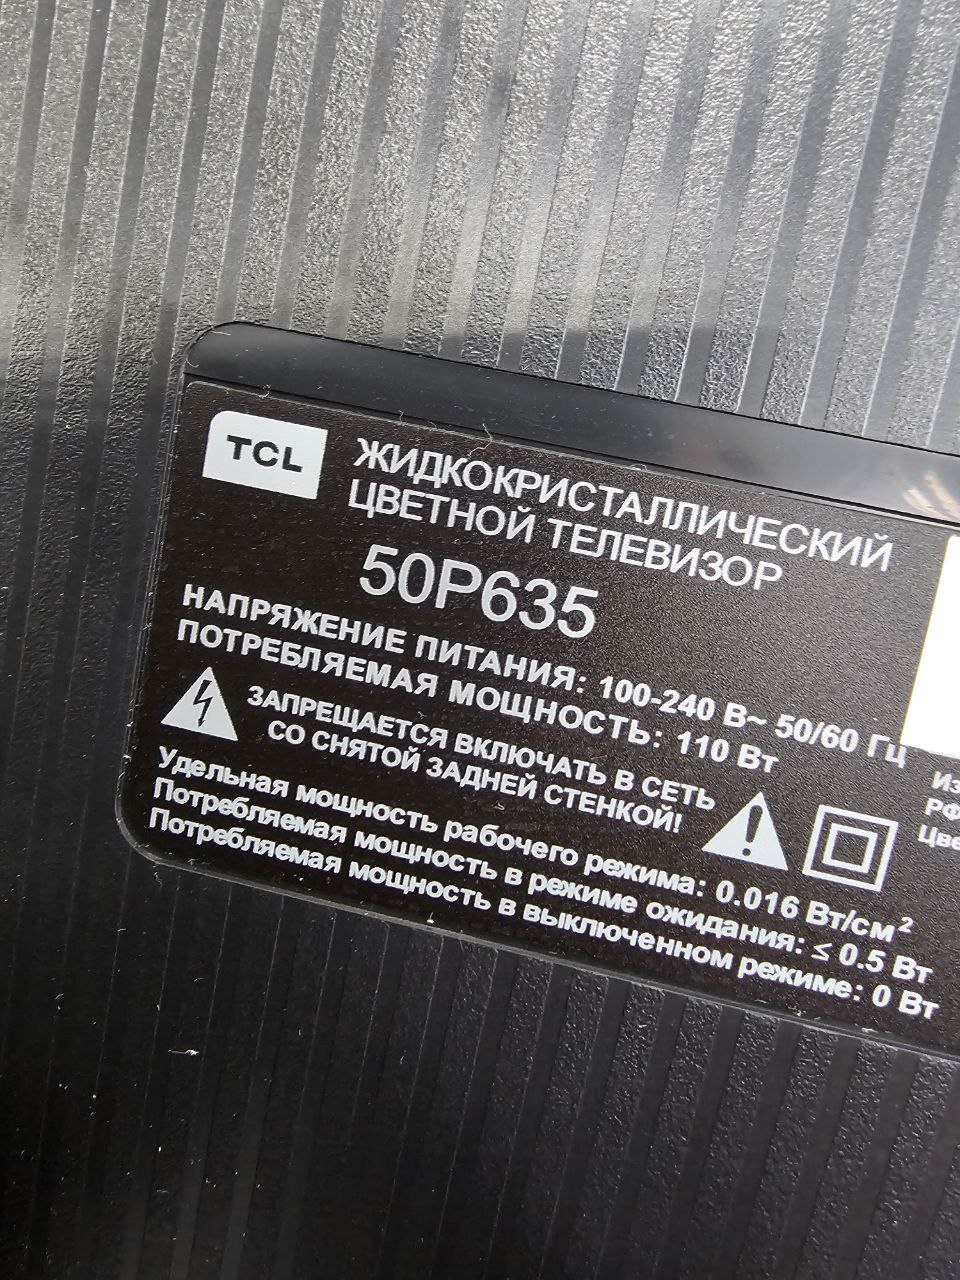 TCL
ЖИДКОКРИСТАЛЛИЧЕСКИЙ
ЦВЕТНОЙ ТЕЛЕВИЗОР
50P635
НАПРЯЖЕНИЕ ПИТАНИЯ: 100-240 В~ 50/60 Гц
ПОТРЕБЛЯЕМАЯ МОЩНОСТЬ: 110 Вт
ЗАПРЕЩАЕТСЯ ВКЛЮЧАТЬ В СЕТЬ
СО СНЯТОЙ ЗАДНЕЙ СТЕНКОЙ!
Удельная мощность рабочего режима: 0.016 Вт/см²
Потребляемая мощность в режиме ожидания: ≤ 0.5 Вт
Потребляемая мощность в выключенном режиме: 0 Вт